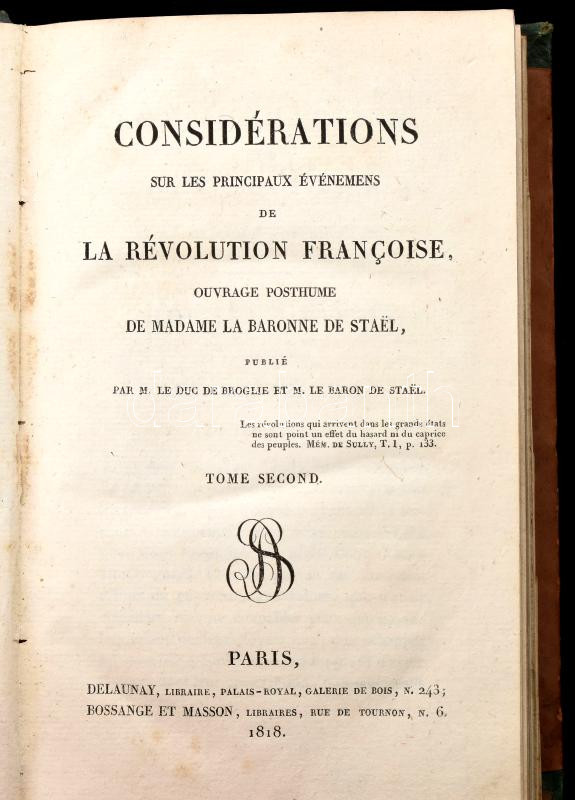 CONSIDÉRATIONS
SUR LES PRINCIPAUX ÉVÉNEMENS
DE
LA RÉVOLUTION FRANÇOISE,
OUVRAGE POSTHUME
DE MADAME LA BARONNE DE STAËL,
PUBLIÉ
PAR M. LE DUC DE BROGLIE ET M. LE BARON DE STAËL.
Les révolutions qui arrivent dans les grands états
ne sont point un effet du hasard ni du caprice
des peuples. MÉM. DE SULLY, T. 1, p. 133.
TOME SECOND.
PARIS,
DELAUNAY, LIBRAIRE, PALAIS-ROYAL, GALERIE DE BOIS, N. 243;
BOSSANGE ET MASSON, LIBRAIRES, RUE DE TOURNON, N. 6.
1818.